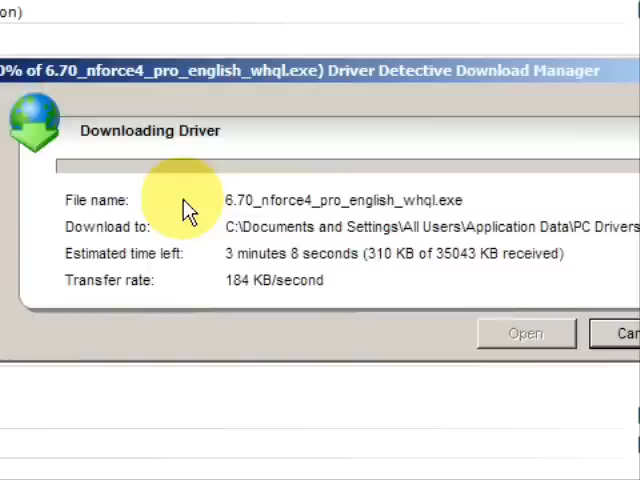 on)
0% of 6.70_nforce4_pro_english_whql.exe) Driver Detective Download Manager
Downloading Driver
File name: 6.70_nforce4_pro_english_whql.exe
Download to: C:\Documents and Settings\All Users\Application Data\PC Drivers
Estimated time left: 3 minutes 8 seconds (310 KB of 35043 KB received)
Transfer rate: 184 KB/second
Open Can